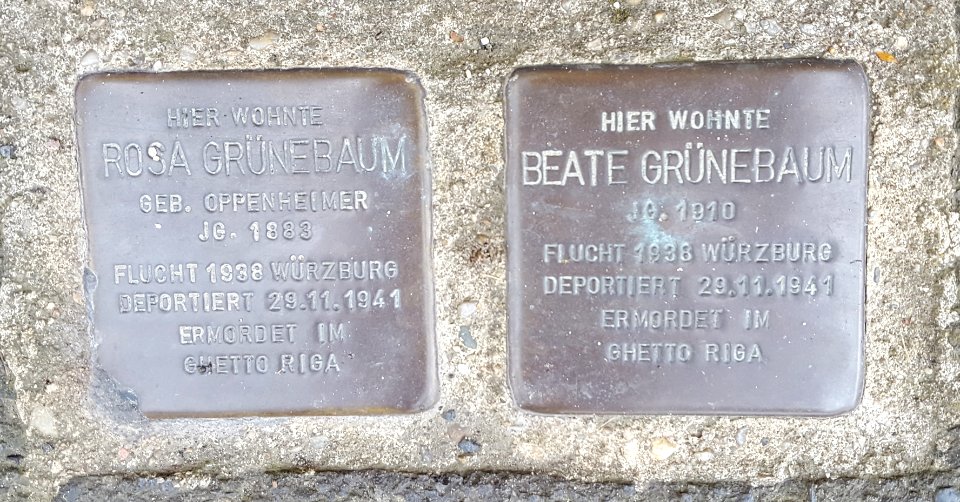 HIER WOHNTE
ROSA GRÜNEBAUM
GEB. OPPENHEIMER
JG. 1883
FLUCHT 1938 WÜRZBURG
DEPORTIERT 29.11.1941
ERMORDET IM
GHETTO RIGA
HIER WOHNTE
BEATE GRÜNEBAUM
JG. 1910
FLUCHT 1938 WÜRZBURG
DEPORTIERT 29.11.1941
ERMORDET IM
GHETTO RIGA